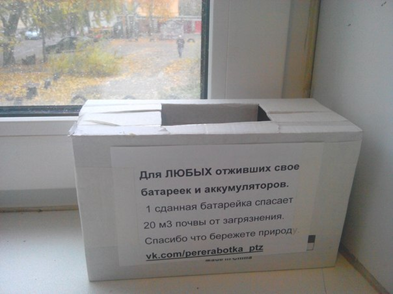 Для ЛЮБЫХ отживших свое
батареек и аккумуляторов.
1 сданная батарейка спасает
20 м3 почвы от загрязнения.
Спасибо что бережете природу
vk.com/pererabotka_ptz